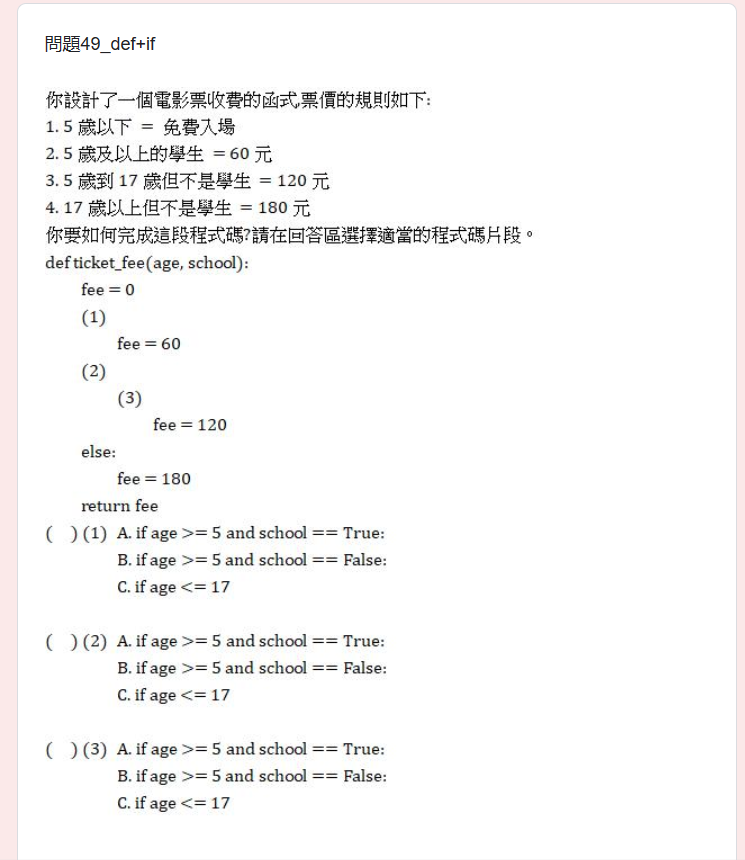 問題49_def+if
你設計了一個電影票收費的函式,票價的規則如下:
1. 5 歲以下 = 免費入場
2. 5 歲及以上的學生 = 60 元
3. 5 歲到 17 歲但不是學生 = 120 元
4. 17 歲以上但不是學生 = 180 元
你要如何完成這段程式碼?請在回答區選擇適當的程式碼片段。
def ticket_fee(age, school):
fee = 0
(1)
fee = 60
(2)
(3)
fee = 120
else:
fee = 180
return fee
( ) (1) A. if age >= 5 and school == True:
B. if age >= 5 and school == False:
C. if age <= 17
( ) (2) A. if age >= 5 and school == True:
B. if age >= 5 and school == False:
C. if age <= 17
( ) (3) A. if age >= 5 and school == True:
B. if age >= 5 and school == False:
C. if age <= 17